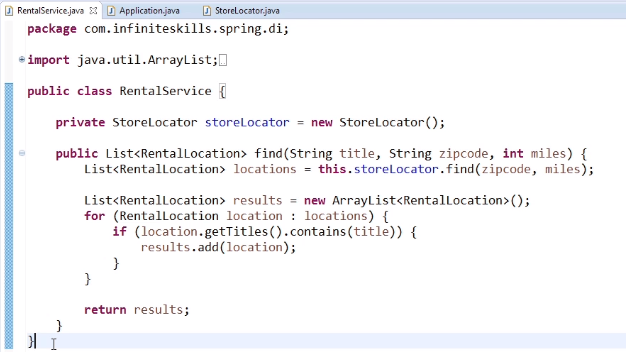 RentalService.java Application.java StoreLocator.java
package com.infiniteskills.spring.di;
import java.util.ArrayList;
public class RentalService {
private StoreLocator storeLocator = new StoreLocator();
public List<RentalLocation> find(String title, String zipcode, int miles) {
List<RentalLocation> locations = this.storeLocator.find(zipcode, miles);
List<RentalLocation> results = new ArrayList<RentalLocation>();
for (RentalLocation location : locations) {
if (location.getTitles().contains(title)) {
results.add(location);
}
}
return results;
}
}